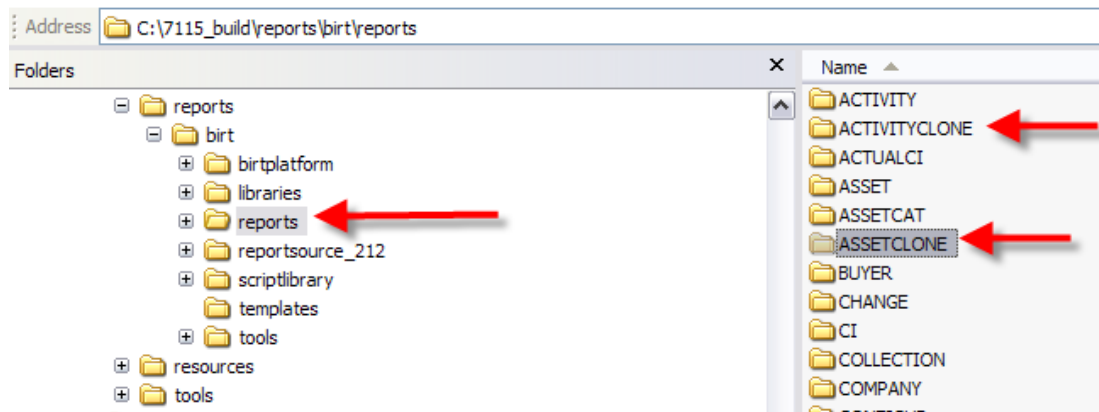 Address C:\7115_build\reports\birt\reports
Folders
reports
birt
birtplatform
libraries
reports
reportsource_212
scriptlibrary
templates
tools
resources
tools
Name
ACTIVITY
ACTIVITYCLONE
ACTUALCI
ASSET
ASSETCAT
ASSETCLONE
BUYER
CHANGE
CI
COLLECTION
COMPANY